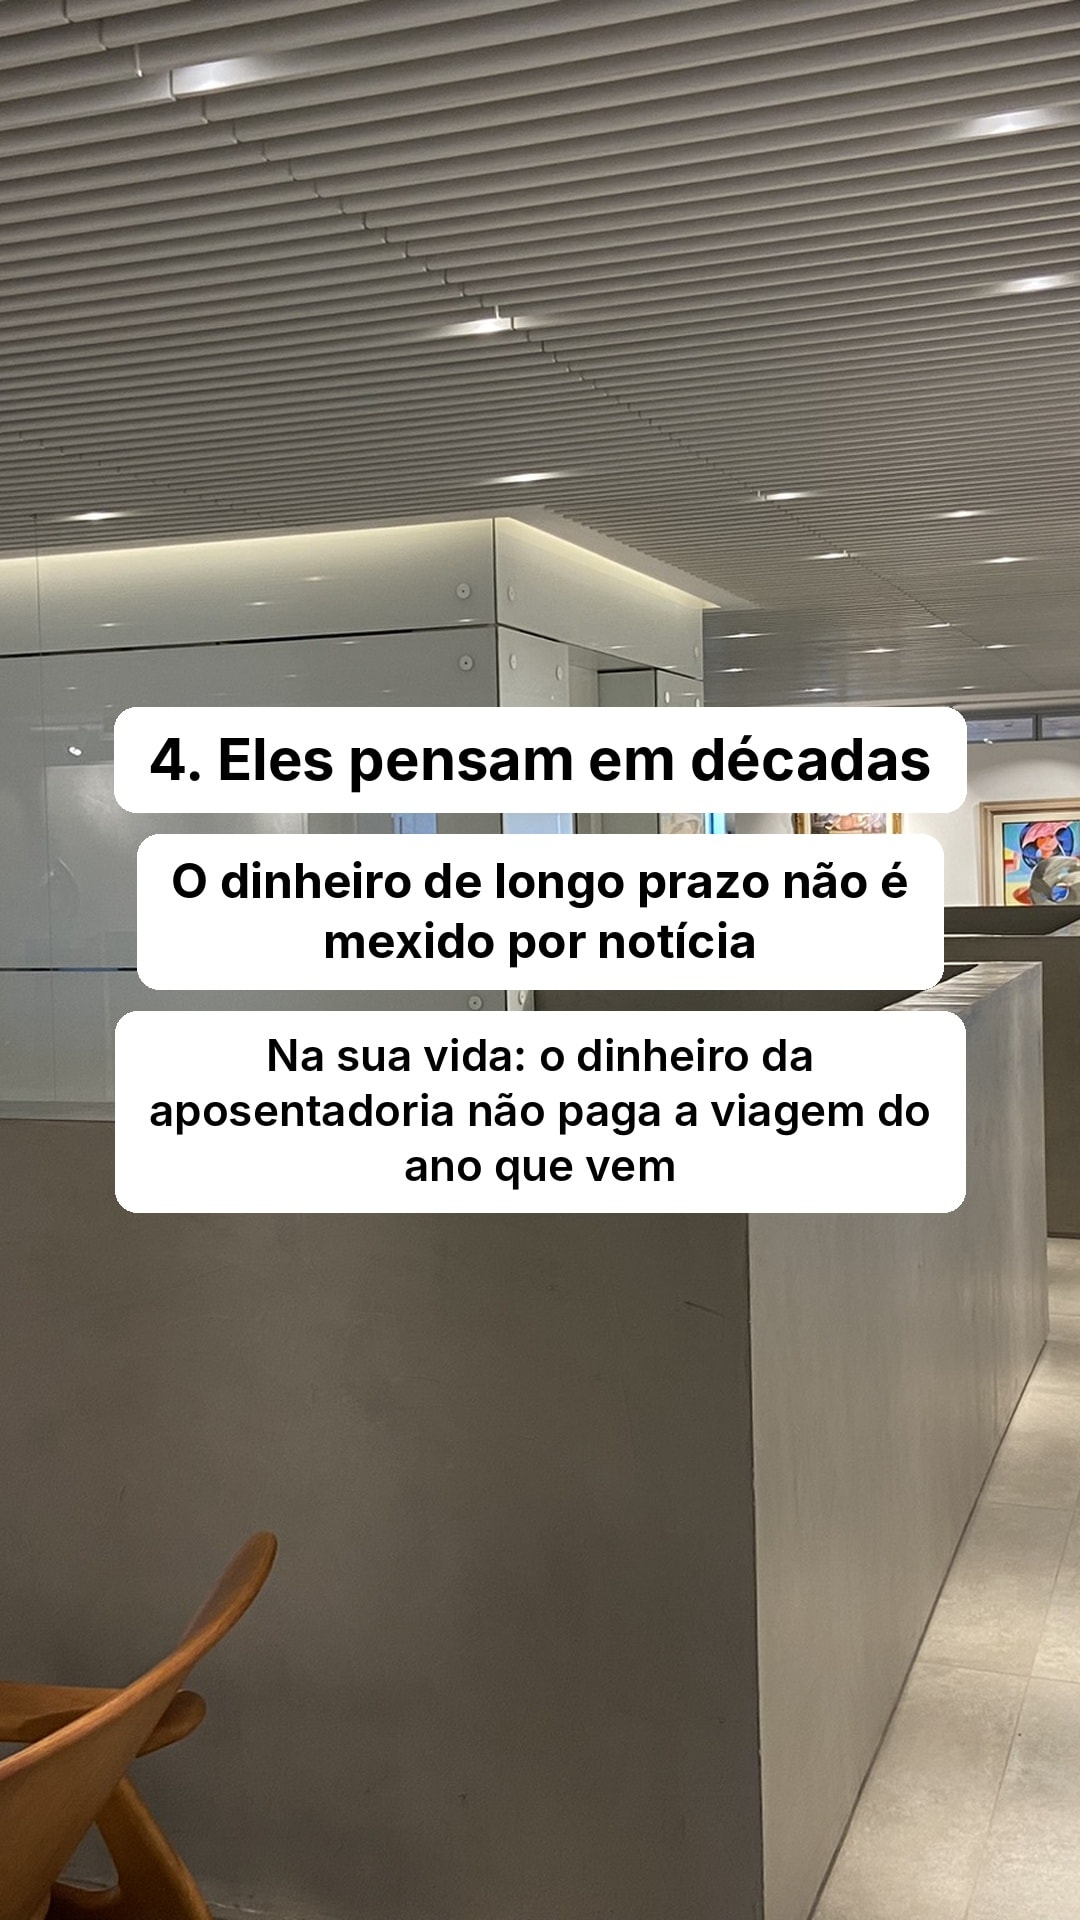 4. Eles pensam em décadas
O dinheiro de longo prazo não é
mexido por notícia
Na sua vida: o dinheiro da
aposentadoria não paga a viagem do
ano que vem